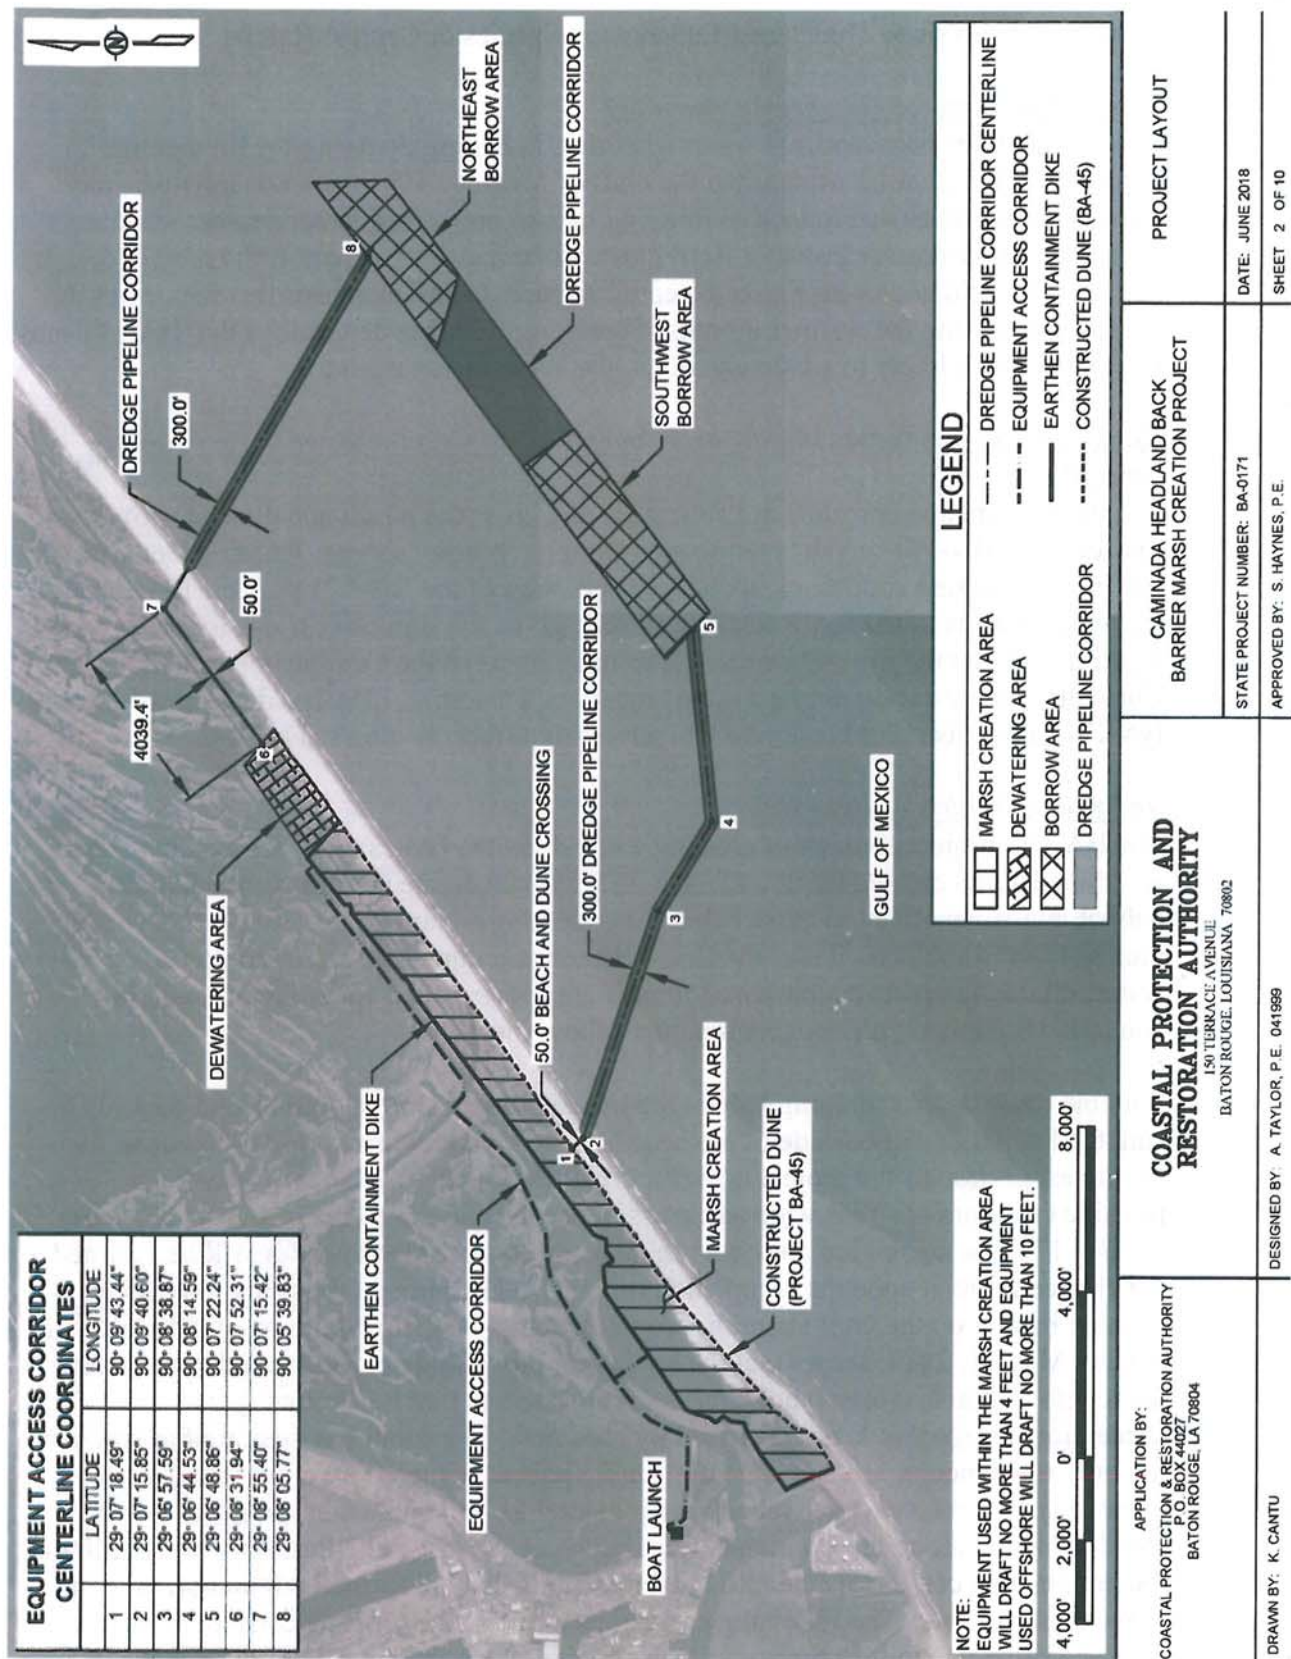 EQUIPMENT ACCESS CORRIDOR
CENTERLINE COORDINATES
LATITUDE LONGITUDE
1 29° 07' 18.49" 90° 09' 43.44"
2 29° 07' 15.85" 90° 09' 40.60"
3 29° 06' 57.59" 90° 08' 38.87"
4 29° 06' 44.53" 90° 08' 14.59"
5 29° 06' 48.86" 90° 07' 22.24"
6 29° 08' 31.94" 90° 07' 52.31"
7 29° 08' 55.40" 90° 07' 15.42"
8 29° 08' 05.77" 90° 05' 39.83"
N
DREDGE PIPELINE CORRIDOR
300.0'
7
50.0'
4039.4'
6
8
NORTHEAST
BORROW AREA
DREDGE PIPELINE CORRIDOR
SOUTHWEST
BORROW AREA
DEWATERING AREA
EARTHEN CONTAINMENT DIKE
EQUIPMENT ACCESS CORRIDOR
50.0' BEACH AND DUNE CROSSING
300.0' DREDGE PIPELINE CORRIDOR
1
2
3
4
5
MARSH CREATION AREA
CONSTRUCTED DUNE
(PROJECT BA-45)
BOAT LAUNCH
GULF OF MEXICO
NOTE:
EQUIPMENT USED WITHIN THE MARSH CREATION AREA
WILL DRAFT NO MORE THAN 4 FEET AND EQUIPMENT
USED OFFSHORE WILL DRAFT NO MORE THAN 10 FEET.
4,000' 2,000' 0' 4,000' 8,000'
LEGEND
MARSH CREATION AREA
DEWATERING AREA
BORROW AREA
DREDGE PIPELINE CORRIDOR
DREDGE PIPELINE CORRIDOR CENTERLINE
EQUIPMENT ACCESS CORRIDOR
EARTHEN CONTAINMENT DIKE
CONSTRUCTED DUNE (BA-45)
APPLICATION BY:
COASTAL PROTECTION & RESTORATION AUTHORITY
P.O. BOX 44027
BATON ROUGE, LA 70804
DRAWN BY: K. CANTU
COASTAL PROTECTION AND
RESTORATION AUTHORITY
150 TERRACE AVENUE
BATON ROUGE, LOUISIANA 70802
DESIGNED BY: A. TAYLOR, P.E. 041999
CAMINADA HEADLAND BACK
BARRIER MARSH CREATION PROJECT
STATE PROJECT NUMBER: BA-0171
APPROVED BY: S. HAYNES, P.E.
PROJECT LAYOUT
DATE: JUNE 2018
SHEET 2 OF 10